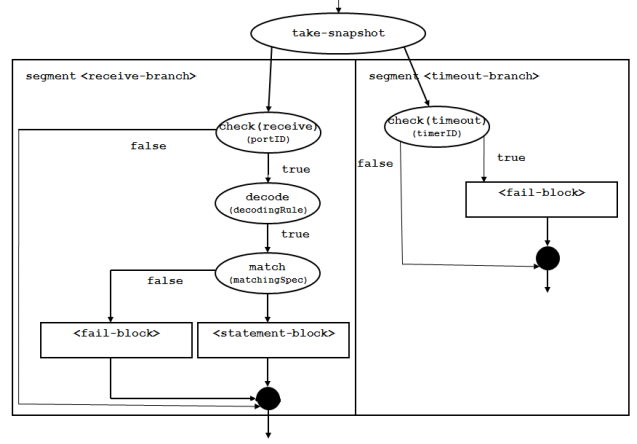 take-snapshot
segment <receive-branch>
segment <timeout-branch>
check(receive)
(portID)
check(timeout)
(timerID)
false
true
false
true
decode
(decodingRule)
<fail-block>
true
match
(matchingSpec)
false
<fail-block>
<statement-block>